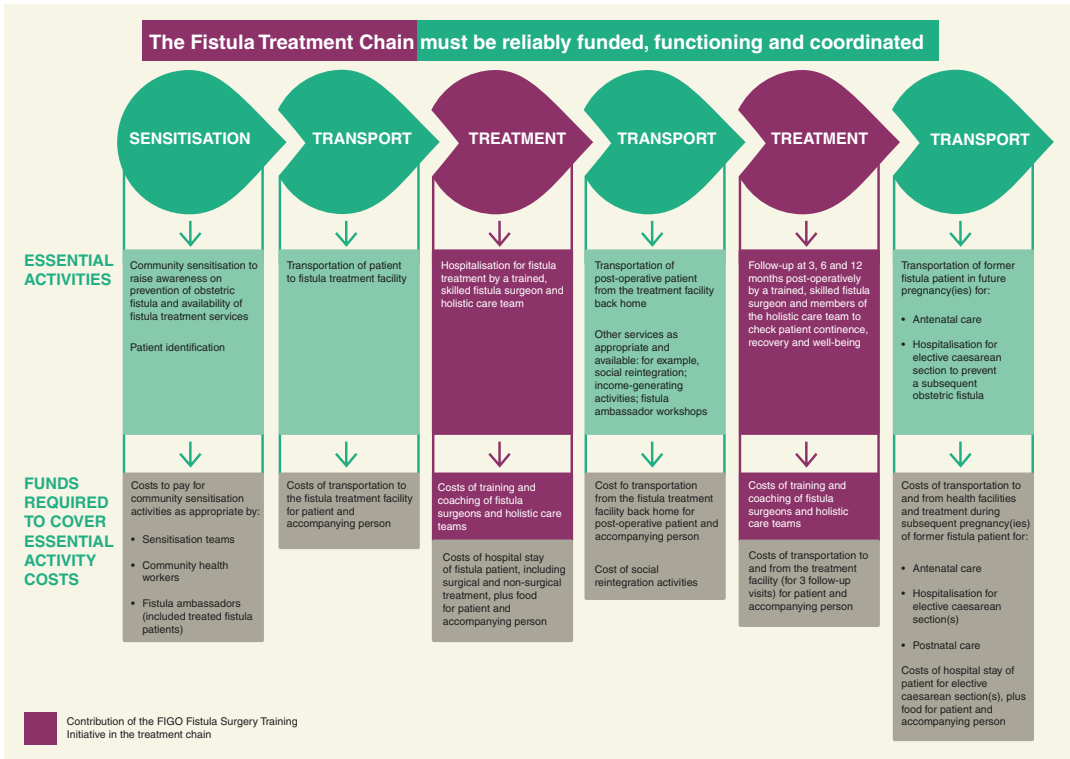 The Fistula Treatment Chain must be reliably funded, functioning and coordinated
SENSITISATION
TRANSPORT
TREATMENT
TRANSPORT
TREATMENT
TRANSPORT
ESSENTIAL
ACTIVITIES
Community sensitisation to
raise awareness on
prevention of obstetric
fistula and availability of
fistula treatment services
Patient identification
Transportation of patient
to fistula treatment facility
Hospitalisation for fistula
treatment by a trained,
skilled fistula surgeon and
holistic care team
Transportation of
post-operative patient
from the treatment facility
back home
Other services as
appropriate and
available: for example,
social reintegration;
income-generating
activities; fistula
ambassador workshops
Follow-up at 3, 6 and 12
months post-operatively
by a trained, skilled fistula
surgeon and members of
the holistic care team to
check patient continence,
recovery and well-being
Transportation of former
fistula patient in future
pregnancy(ies) for:
• Antenatal care
• Hospitalisation for
elective caesarean
section to prevent
a subsequent
obstetric fistula
FUNDS
REQUIRED
TO COVER
ESSENTIAL
ACTIVITY
COSTS
Costs to pay for
community sensitisation
activities as appropriate by:
• Sensitisation teams
• Community health
workers
• Fistula ambassadors
(included treated fistula
patients)
Costs of transportation to
the fistula treatment facility
for patient and
accompanying person
Costs of training and
coaching of fistula
surgeons and holistic care
teams
Costs of hospital stay
of fistula patient, including
surgical and non-surgical
treatment, plus food
for patient and
accompanying person
Cost fo transportation
from the fistula treatment
facility back home for
post-operative patient and
accompanying person
Cost of social
reintegration activities
Costs of training and
coaching of fistula
surgeons and holistic
care teams
Costs of transportation to
and from the treatment
facility (for 3 follow-up
visits) for patient and
accompanying person
Costs of transportation to
and from health facilities
and treatment during
subsequent pregnancy(ies)
of former fistula patient for:
• Antenatal care
• Hospitalisation for
elective caesarean
section(s)
• Postnatal care
Costs of hospital stay of
patient for elective
caesarean section(s), plus
food for patient and
accompanying person
Contribution of the FIGO Fistula Surgery Training
Initiative in the treatment chain